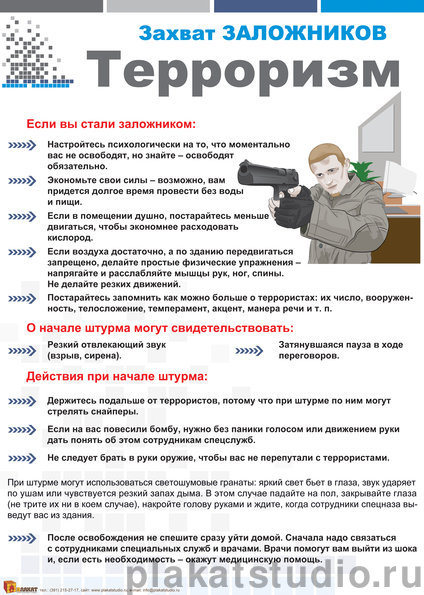 Захват ЗАЛОЖНИКОВ
Терроризм
Если вы стали заложником:
Настройтесь психологически на то, что моментально
вас не освободят, но знайте – освободят
обязательно.
Экономьте свои силы – возможно, вам
придется долгое время провести без воды
и пищи.
Если в помещении душно, постарайтесь меньше
двигаться, чтобы экономнее расходовать
кислород.
Если воздуха достаточно, а по зданию передвигаться
запрещено, делайте простые физические упражнения –
напрягайте и расслабляйте мышцы рук, ног, спины.
Не делайте резких движений.
Постарайтесь запомнить как можно больше о террористах: их число, вооружен-
ность, телосложение, темперамент, акцент, манера речи и т. п.
О начале штурма могут свидетельствовать:
Резкий отвлекающий звук
(взрыв, сирена).
Затянувшаяся пауза в ходе
переговоров.
Действия при начале штурма:
Держитесь подальше от террористов, потому что при штурме по ним могут
стрелять снайперы.
Если на вас повесили бомбу, нужно без паники голосом или движением руки
дать понять об этом сотрудникам спецслужб.
Не следует брать в руки оружие, чтобы вас не перепутали с террористами.
При штурме могут использоваться светошумовые гранаты: яркий свет бьет в глаза, звук ударяет
по ушам или чувствуется резкий запах дыма. В этом случае падайте на пол, закрывайте глаза
(не трите их ни в коем случае), накройте голову руками и ждите, когда сотрудники спецназа вы-
ведут вас из здания.
После освобождения не спешите сразу уйти домой. Сначала надо связаться
с сотрудниками специальных служб и врачами. Врачи помогут вам выйти из шока
и, если есть необходимость – окажут медицинскую помощь.
plakatstudio.ru
ПЛАКАТ тел.: (391) 215-27-17, сайт: www.plakatstudio.ru, e-mail: info@plakatstudio.ru